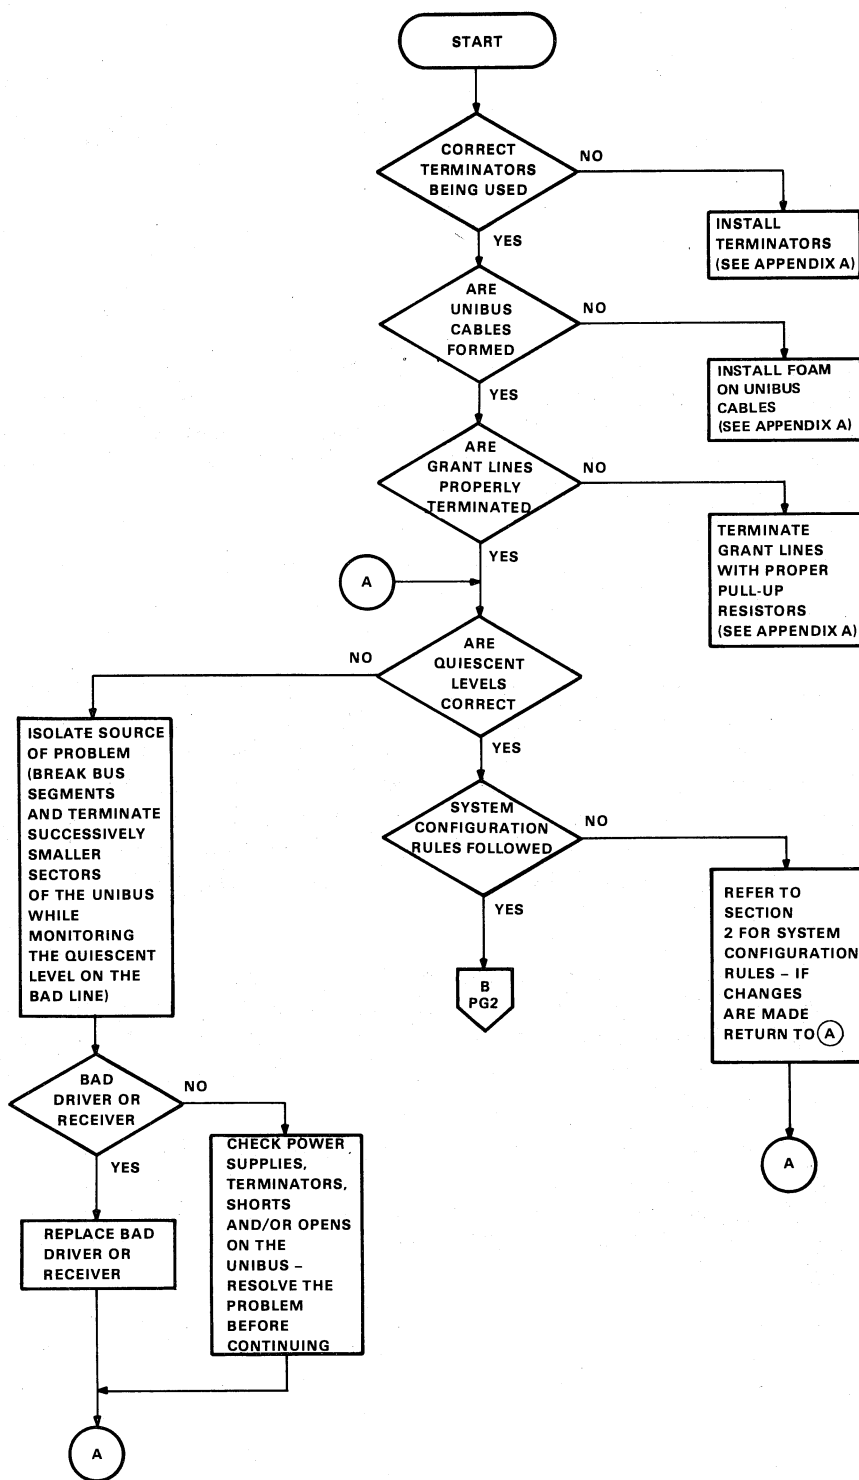 START
CORRECT
TERMINATORS
BEING USED
NO
YES
INSTALL
TERMINATORS
(SEE APPENDIX A)
ARE
UNIBUS
CABLES
FORMED
NO
YES
INSTALL FOAM
ON UNIBUS
CABLES
(SEE APPENDIX A)
ARE
GRANT LINES
PROPERLY
TERMINATED
NO
YES
TERMINATE
GRANT LINES
WITH PROPER
PULL-UP
RESISTORS
(SEE APPENDIX A)
A
ARE
QUIESCENT
LEVELS
CORRECT
NO
YES
ISOLATE SOURCE
OF PROBLEM
(BREAK BUS
SEGMENTS
AND TERMINATE
SUCCESSIVELY
SMALLER
SECTORS
OF THE UNIBUS
WHILE
MONITORING
THE QUIESCENT
LEVEL ON THE
BAD LINE)
SYSTEM
CONFIGURATION
RULES FOLLOWED
NO
YES
REFER TO
SECTION
2 FOR SYSTEM
CONFIGURATION
RULES – IF
CHANGES
ARE MADE
RETURN TO A
B
PG2
A
BAD
DRIVER OR
RECEIVER
NO
YES
CHECK POWER
SUPPLIES,
TERMINATORS,
SHORTS
AND/OR OPENS
ON THE
UNIBUS –
RESOLVE THE
PROBLEM
BEFORE
CONTINUING
REPLACE BAD
DRIVER OR
RECEIVER
A